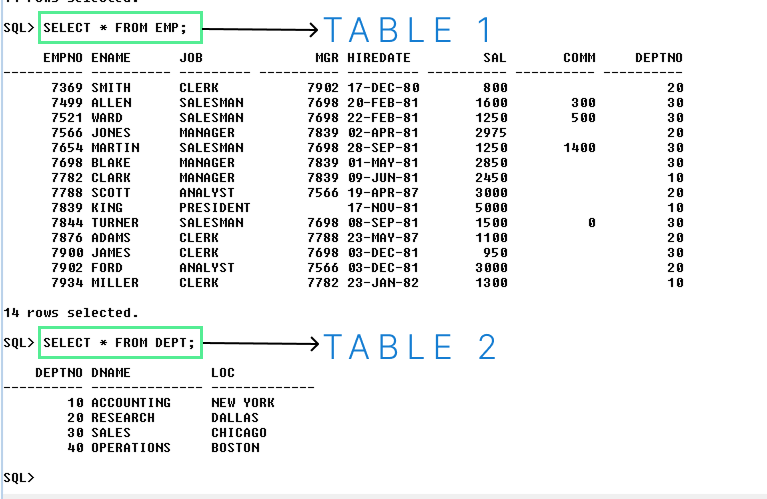 rows selected.
SQL> SELECT * FROM EMP; TABLE 1
EMPNO ENAME JOB MGR HIREDATE SAL COMM DEPTNO
7369 SMITH CLERK 7902 17-DEC-80 800 20
7499 ALLEN SALESMAN 7698 20-FEB-81 1600 300 30
7521 WARD SALESMAN 7698 22-FEB-81 1250 500 30
7566 JONES MANAGER 7839 02-APR-81 2975 20
7654 MARTIN SALESMAN 7698 28-SEP-81 1250 1400 30
7698 BLAKE MANAGER 7839 01-MAY-81 2850 30
7782 CLARK MANAGER 7839 09-JUN-81 2450 10
7788 SCOTT ANALYST 7566 19-APR-87 3000 20
7839 KING PRESIDENT 17-NOV-81 5000 10
7844 TURNER SALESMAN 7698 08-SEP-81 1500 0 30
7876 ADAMS CLERK 7788 23-MAY-87 1100 20
7900 JAMES CLERK 7698 03-DEC-81 950 30
7902 FORD ANALYST 7566 03-DEC-81 3000 20
7934 MILLER CLERK 7782 23-JAN-82 1300 10
14 rows selected.
SQL> SELECT * FROM DEPT; TABLE 2
DEPTNO DNAME LOC
10 ACCOUNTING NEW YORK
20 RESEARCH DALLAS
30 SALES CHICAGO
40 OPERATIONS BOSTON
SQL>